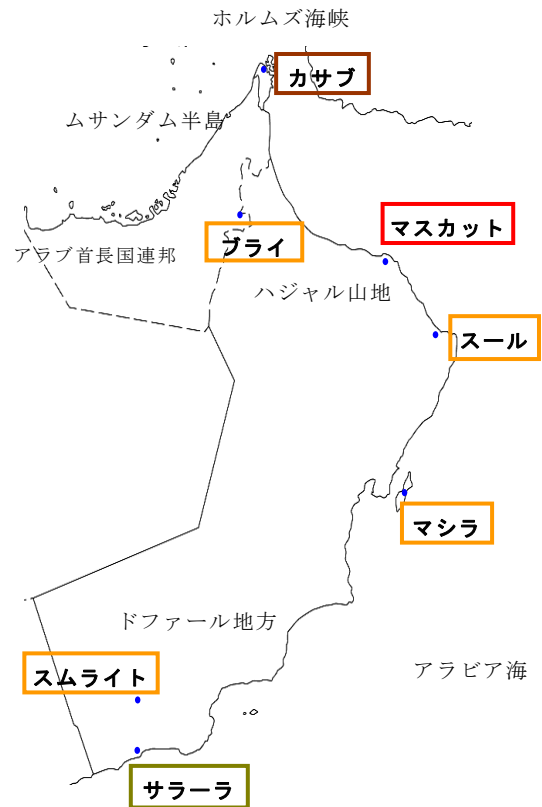 ホルムズ海峡
カサブ
ムサンダム半島
マスカット
ブライ
アラブ首長国連邦
ハジャル山地
スール
マシラ
ドファール地方
アラビア海
スムライト
サラーラ